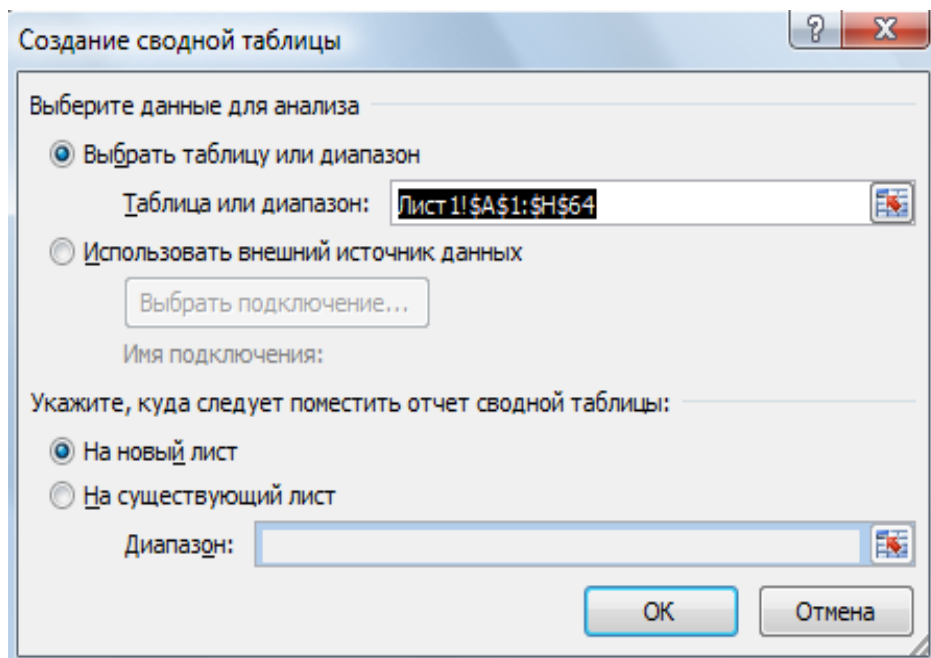 Создание сводной таблицы
?
X
Выберите данные для анализа
Выбрать таблицу или диапазон
Таблица или диапазон: Лист1!$A$1:$H$64
Использовать внешний источник данных
Выбрать подключение...
Имя подключения:
Укажите, куда следует поместить отчет сводной таблицы:
На новый лист
На существующий лист
Диапазон:
ОК Отмена